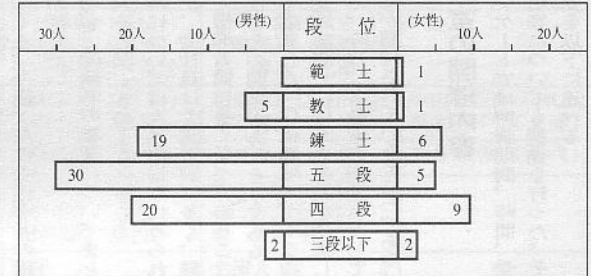 (男性) 段 位 (女性)
30人 20人 10人 10人 20人
範 士 1
5 教 士 1
19 錬 士 6
30 五 段 5
20 四 段 9
2 三段以下 2